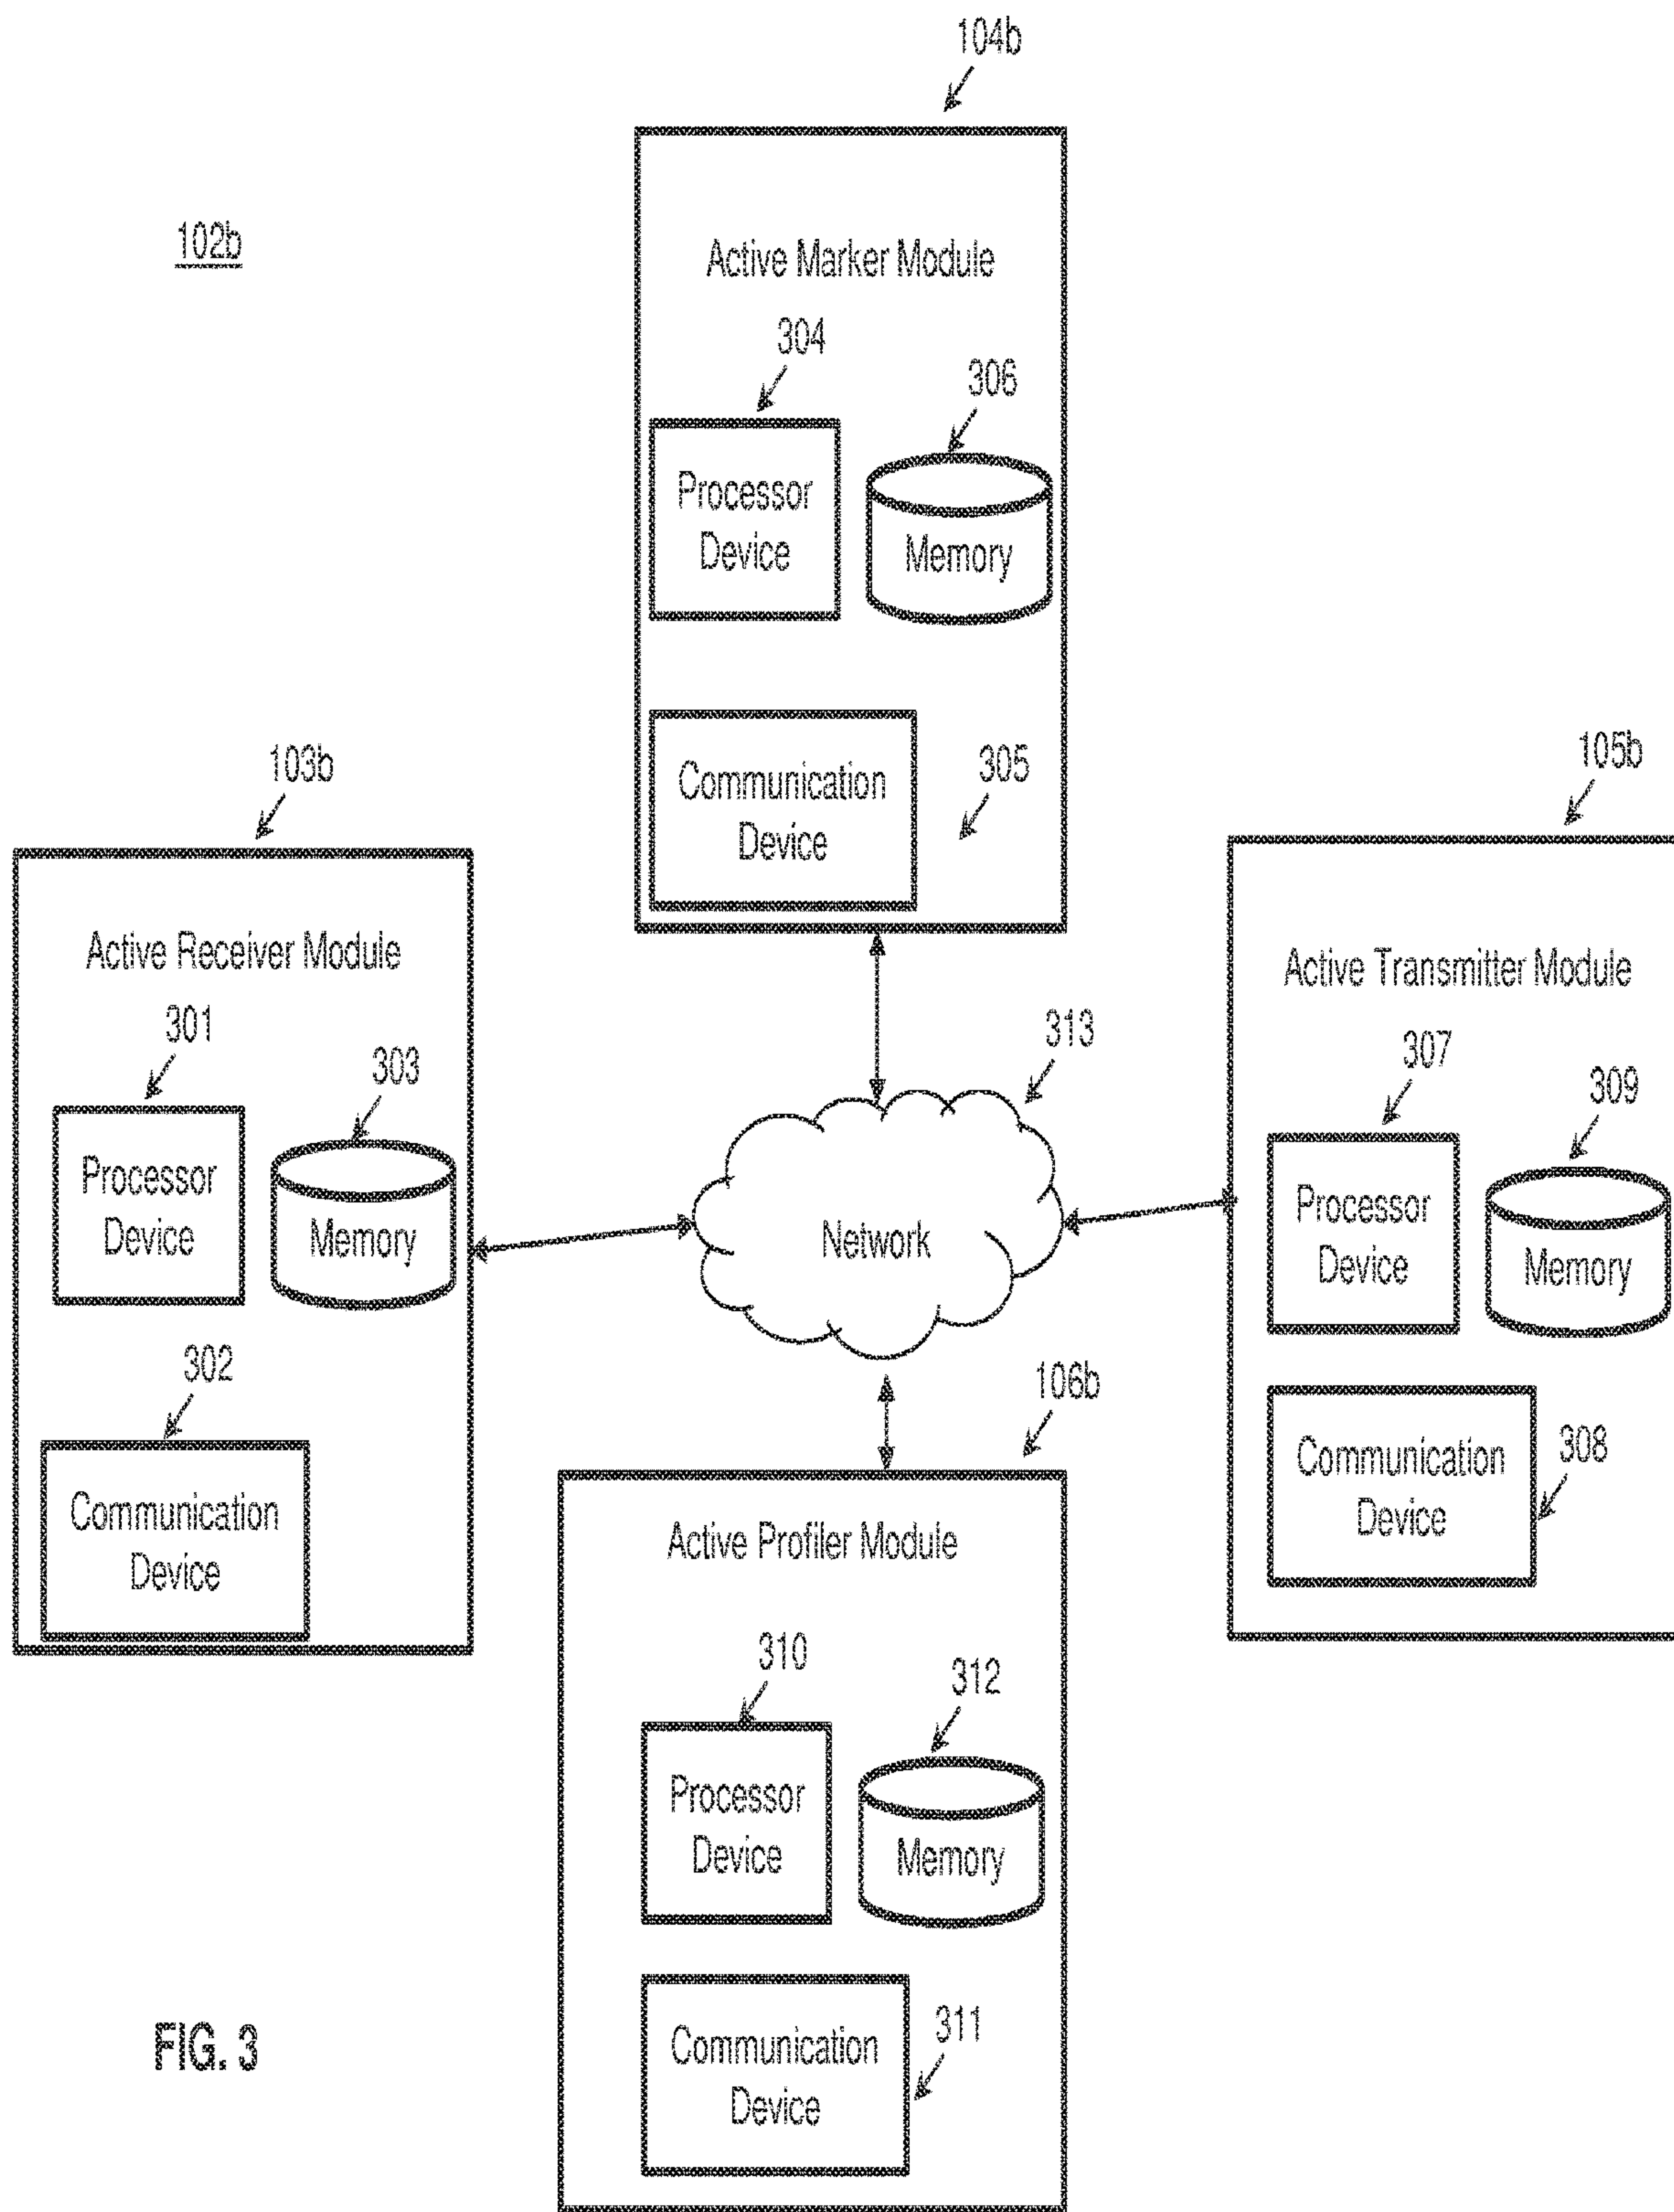 104b
102b
Active Marker Module
304
306
Processor
Device
Memory
103b
Communication
Device
305
105b
Active Receiver Module
301
303
Processor
Device
Memory
302
Communication
Device
313
Network
Active Transmitter Module
307
309
Processor
Device
Memory
Communication
Device
308
106b
Active Profiler Module
310
312
Processor
Device
Memory
Communication
Device
311
FIG. 3